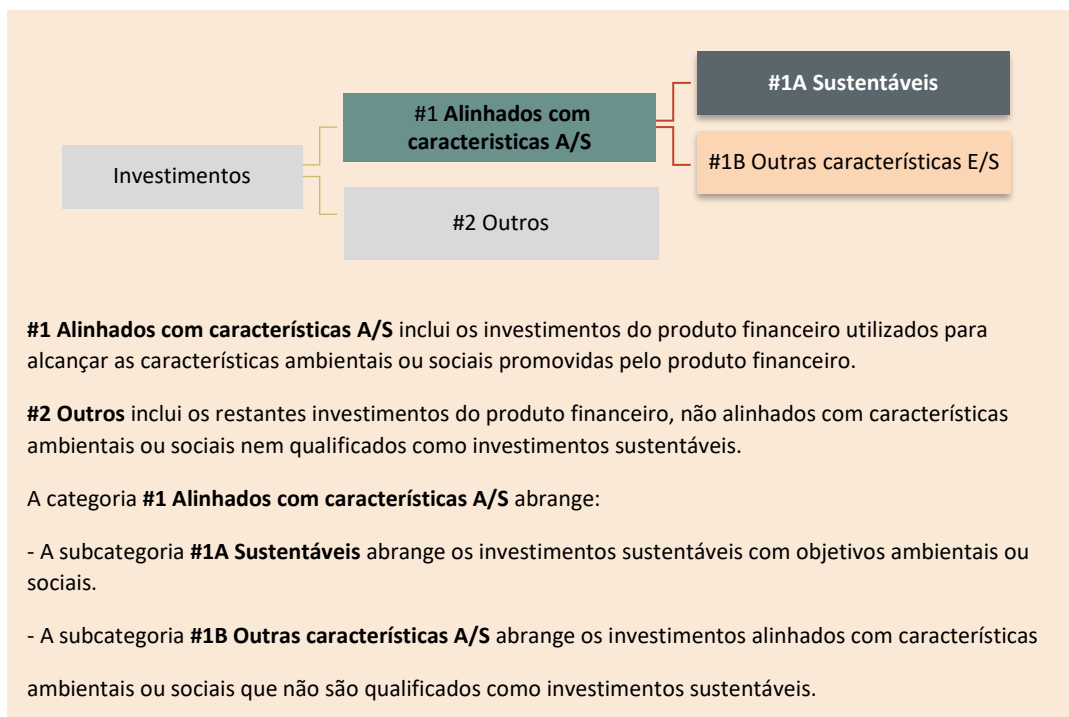 #1A Sustentáveis
#1 Alinhados com
caracteristicas A/S
#1B Outras características E/S
Investimentos
#2 Outros
#1 Alinhados com características A/S inclui os investimentos do produto financeiro utilizados para
alcançar as características ambientais ou sociais promovidas pelo produto financeiro.
#2 Outros inclui os restantes investimentos do produto financeiro, não alinhados com características
ambientais ou sociais nem qualificados como investimentos sustentáveis.
A categoria #1 Alinhados com características A/S abrange:
- A subcategoria #1A Sustentáveis abrange os investimentos sustentáveis com objetivos ambientais ou
sociais.
- A subcategoria #1B Outras características A/S abrange os investimentos alinhados com características
ambientais ou sociais que não são qualificados como investimentos sustentáveis.